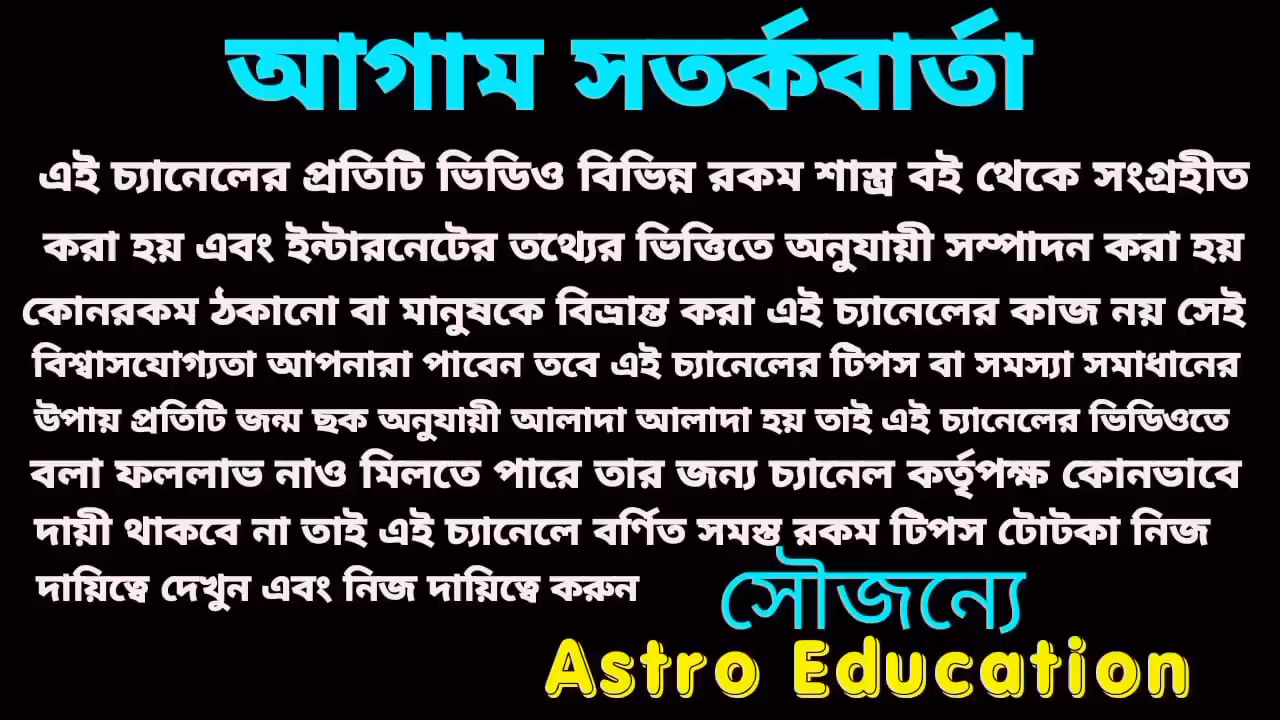 আগাম সতর্কবার্তা
এই চ্যানেলের প্রতিটি ভিডিও বিভিন্ন রকম শাস্ত্র বই থেকে সংগ্রহীত
করা হয় এবং ইন্টারনেটের তথ্যের ভিত্তিতে অনুযায়ী সম্পাদন করা হয়
কোনরকম ঠকানো বা মানুষকে বিভ্রান্ত করা এই চ্যানেলের কাজ নয় সেই
বিশ্বাসযোগ্যতা আপনারা পাবেন তবে এই চ্যানেলের টিপস বা সমস্যা সমাধানের
উপায় প্রতিটি জন্ম ছক অনুযায়ী আলাদা আলাদা হয় তাই এই চ্যানেলের ভিডিওতে
বলা ফললাভ নাও মিলতে পারে তার জন্য চ্যানেল কর্তৃপক্ষ কোনভাবে
দায়ী থাকবে না তাই এই চ্যানেলে বর্ণিত সমস্ত রকম টিপস টোটকা নিজ
দায়িত্বে দেখুন এবং নিজ দায়িত্বে করুন
সৌজন্যে
Astro Education